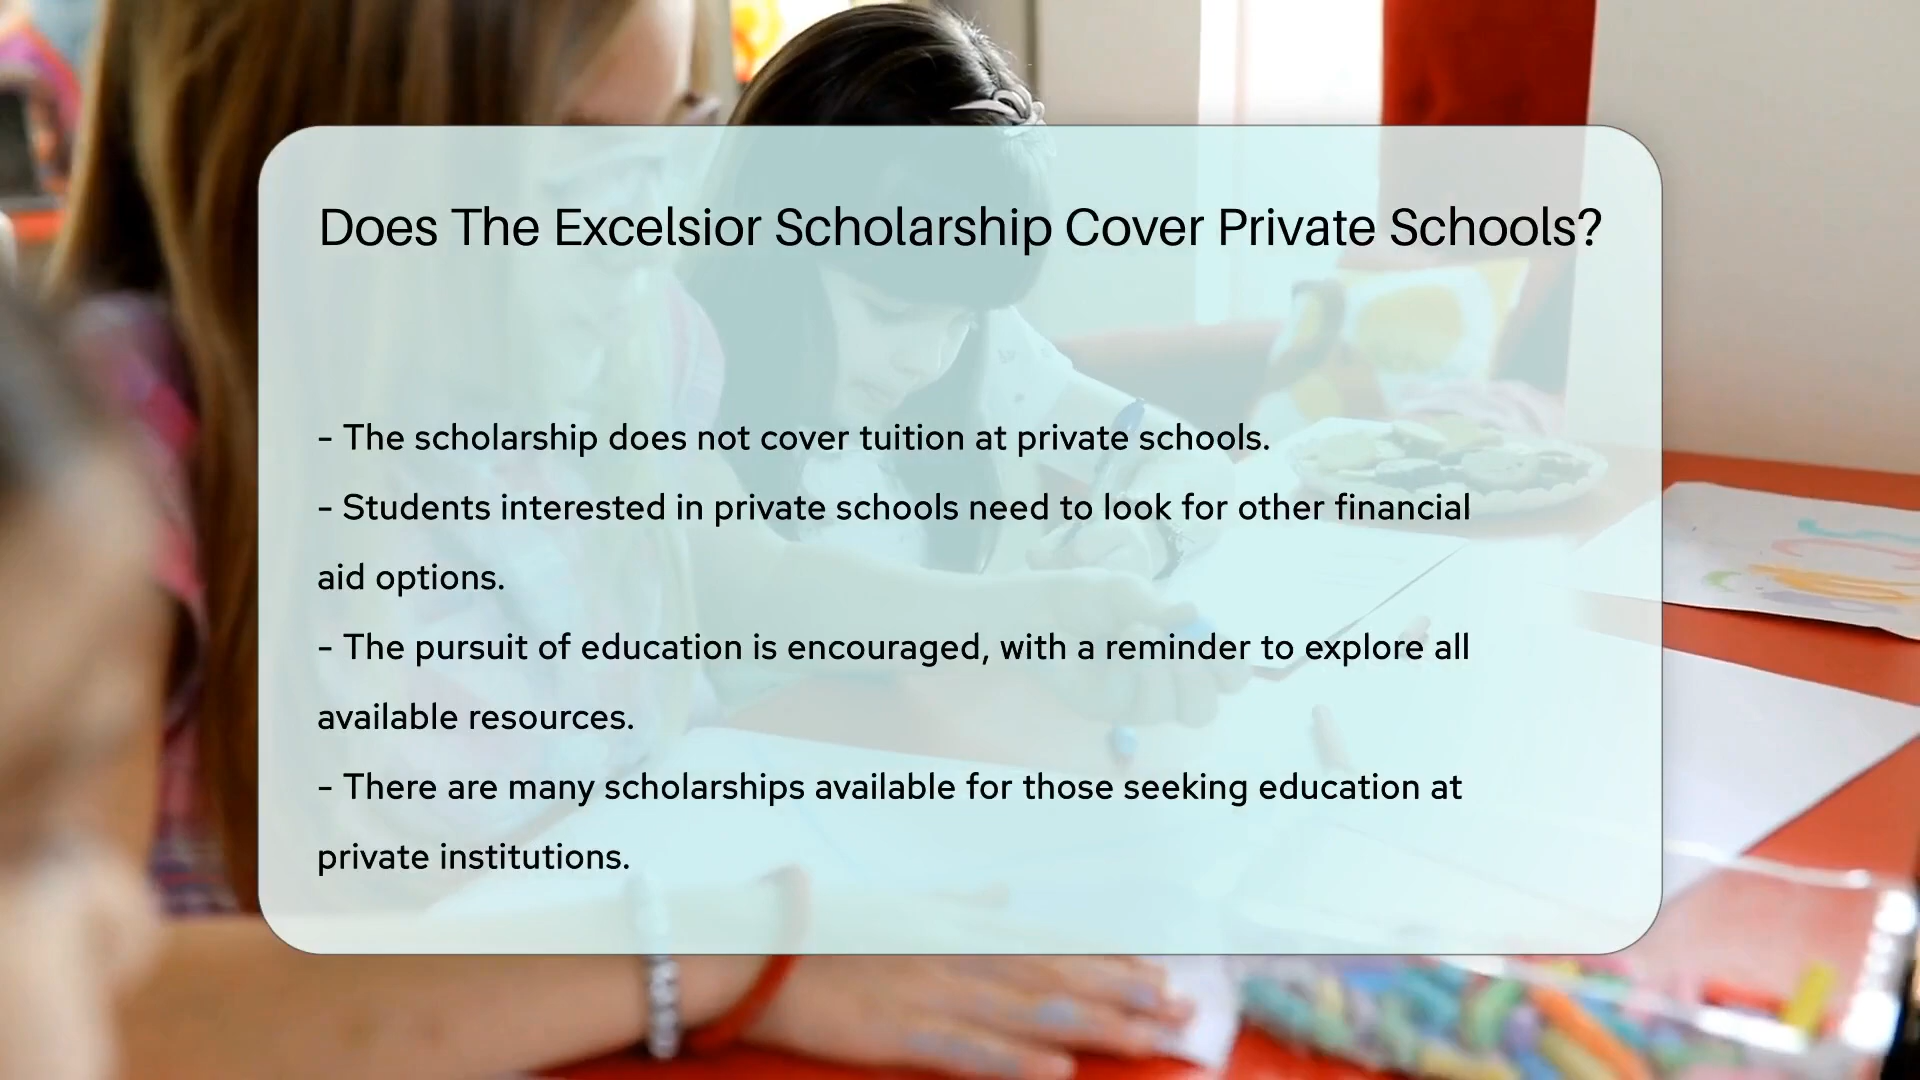 Does The Excelsior Scholarship Cover Private Schools?
- The scholarship does not cover tuition at private schools.
- Students interested in private schools need to look for other financial
aid options.
- The pursuit of education is encouraged, with a reminder to explore all
available resources.
- There are many scholarships available for those seeking education at
private institutions.